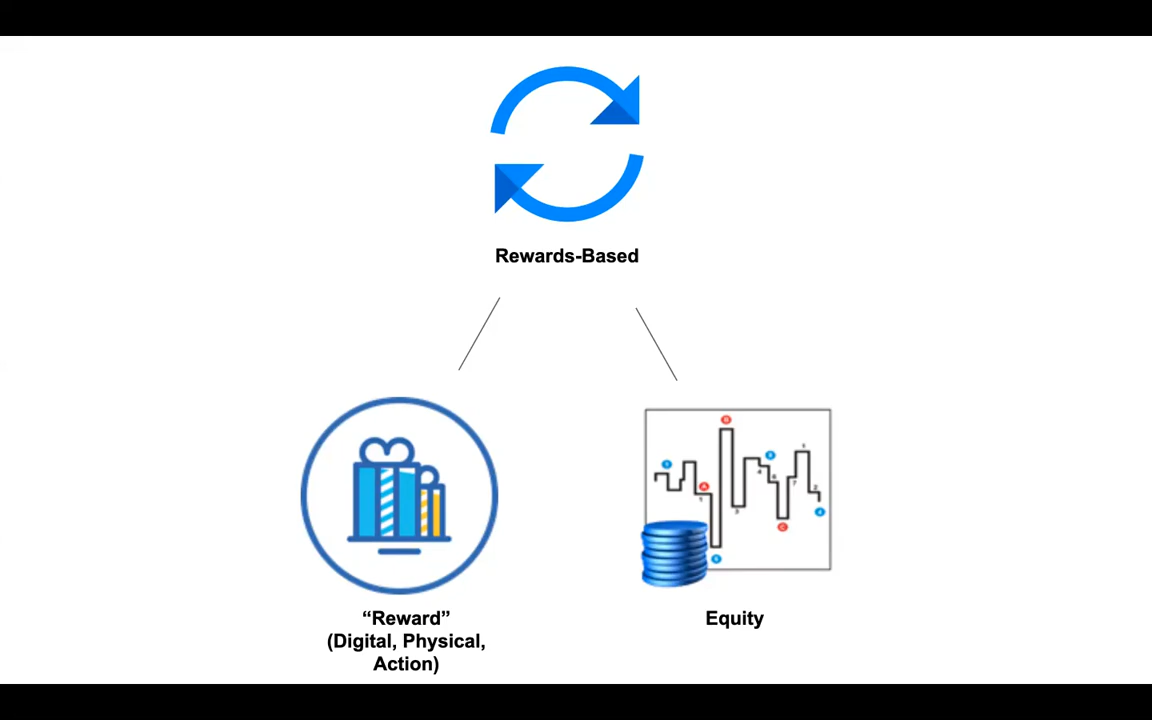 Rewards-Based
“Reward”
(Digital, Physical,
Action)
Equity